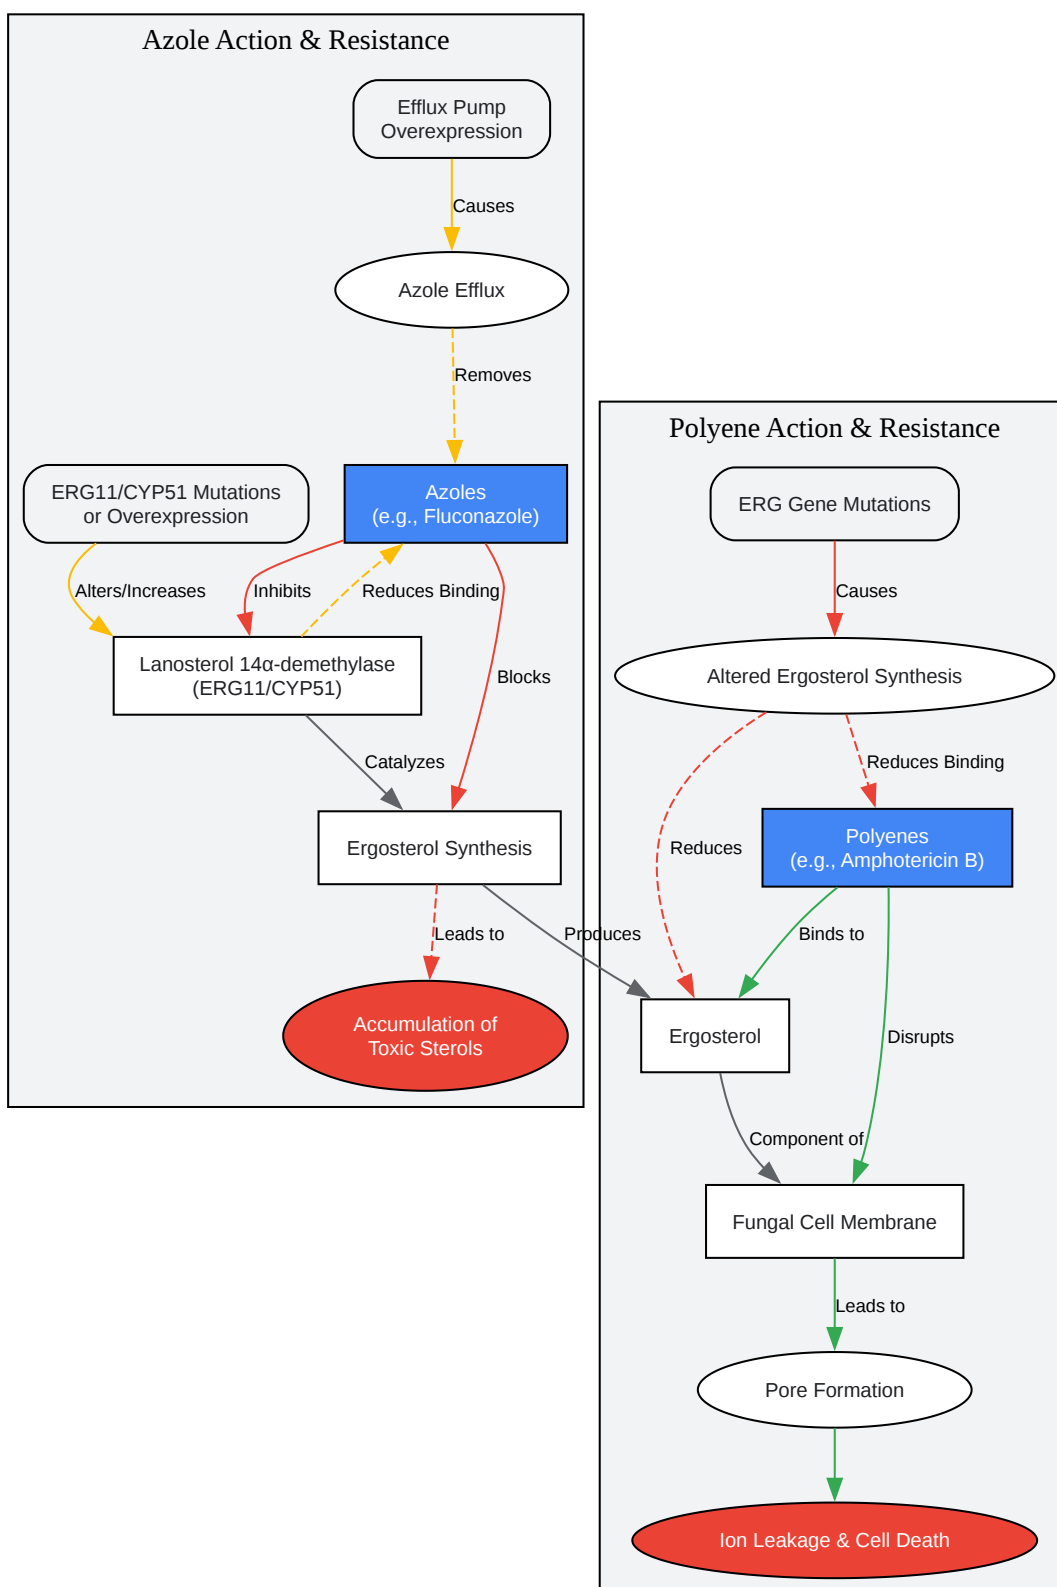 Azole Action & Resistance
Efflux Pump
Overexpression
Causes
Azole Efflux
Removes
ERG11/CYP51 Mutations
or Overexpression
Azoles
(e.g., Fluconazole)
Alters/Increases
Inhibits
Reduces Binding
Blocks
Lanosterol 14α-demethylase
(ERG11/CYP51)
Catalyzes
Ergosterol Synthesis
Leads to
Produces
Accumulation of
Toxic Sterols
Polyene Action & Resistance
ERG Gene Mutations
Causes
Altered Ergosterol Synthesis
Reduces Binding
Reduces
Polyenes
(e.g., Amphotericin B)
Binds to
Disrupts
Ergosterol
Component of
Fungal Cell Membrane
Leads to
Pore Formation
Ion Leakage & Cell Death